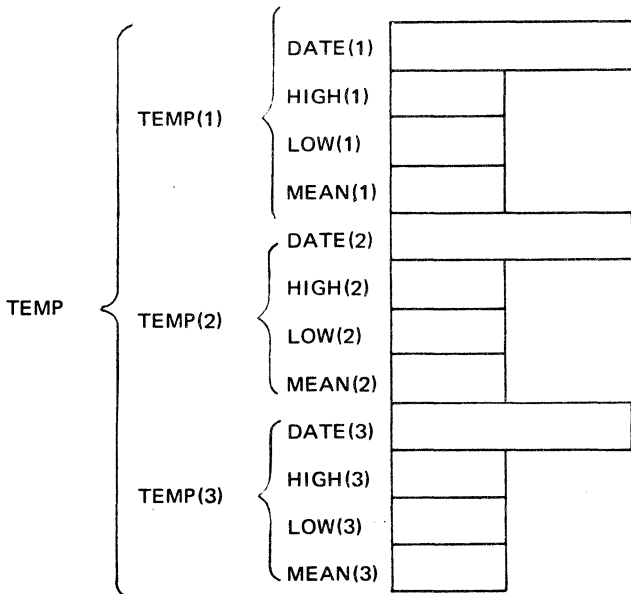 DATE(1)
HIGH(1)
TEMP(1)
LOW(1)
MEAN(1)
DATE(2)
HIGH(2)
TEMP TEMP(2)
LOW(2)
MEAN(2)
DATE(3)
HIGH(3)
TEMP(3)
LOW(3)
MEAN(3)